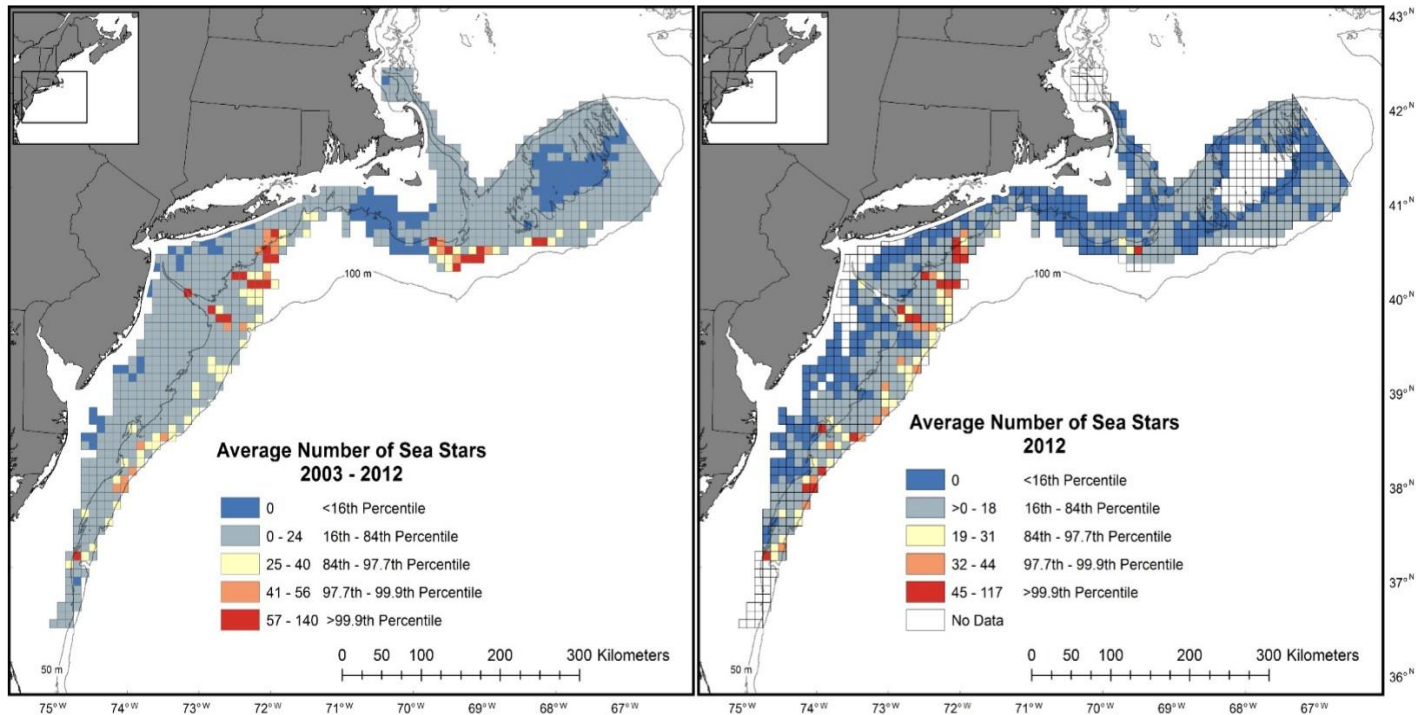 Average Number of Sea Stars
2003 - 2012
0 <16th Percentile
0 - 24 16th - 84th Percentile
25 - 40 84th - 97.7th Percentile
41 - 56 97.7th - 99.9th Percentile
57 - 140 >99.9th Percentile
100 m
50 m
0 50 100 200 300 Kilometers
75°W 74°W 73°W 72°W 71°W 70°W 69°W 68°W 67°W
Average Number of Sea Stars
2012
0 <16th Percentile
>0 - 18 16th - 84th Percentile
19 - 31 84th - 97.7th Percentile
32 - 44 97.7th - 99.9th Percentile
45 - 117 >99.9th Percentile
No Data
100 m
50 m
0 50 100 200 300 Kilometers
75°W 74°W 73°W 72°W 71°W 70°W 69°W 68°W 67°W
43°N
42°N
41°N
40°N
39°N
38°N
37°N
36°N